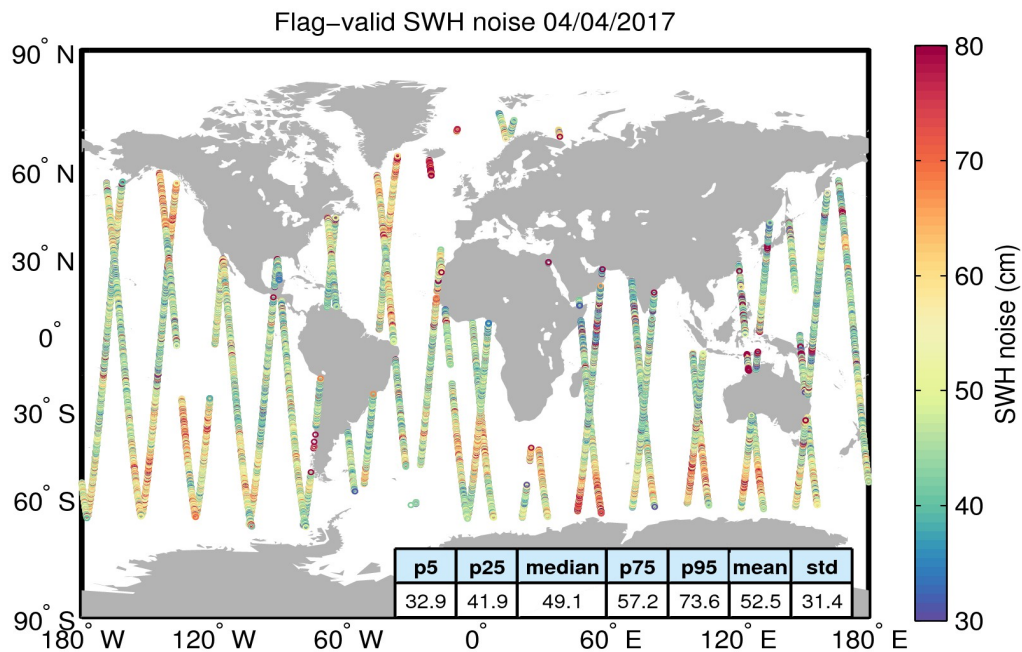 Flag−valid SWH noise 04/04/2017
90° N
60° N
30° N
0°
30° S
60° S
90° S
180° W 120° W 60° W 0° 60° E 120° E 180° E
80
70
60
50
40
30
SWH noise (cm)
p5 p25 median p75 p95 mean std
32.9 41.9 49.1 57.2 73.6 52.5 31.4